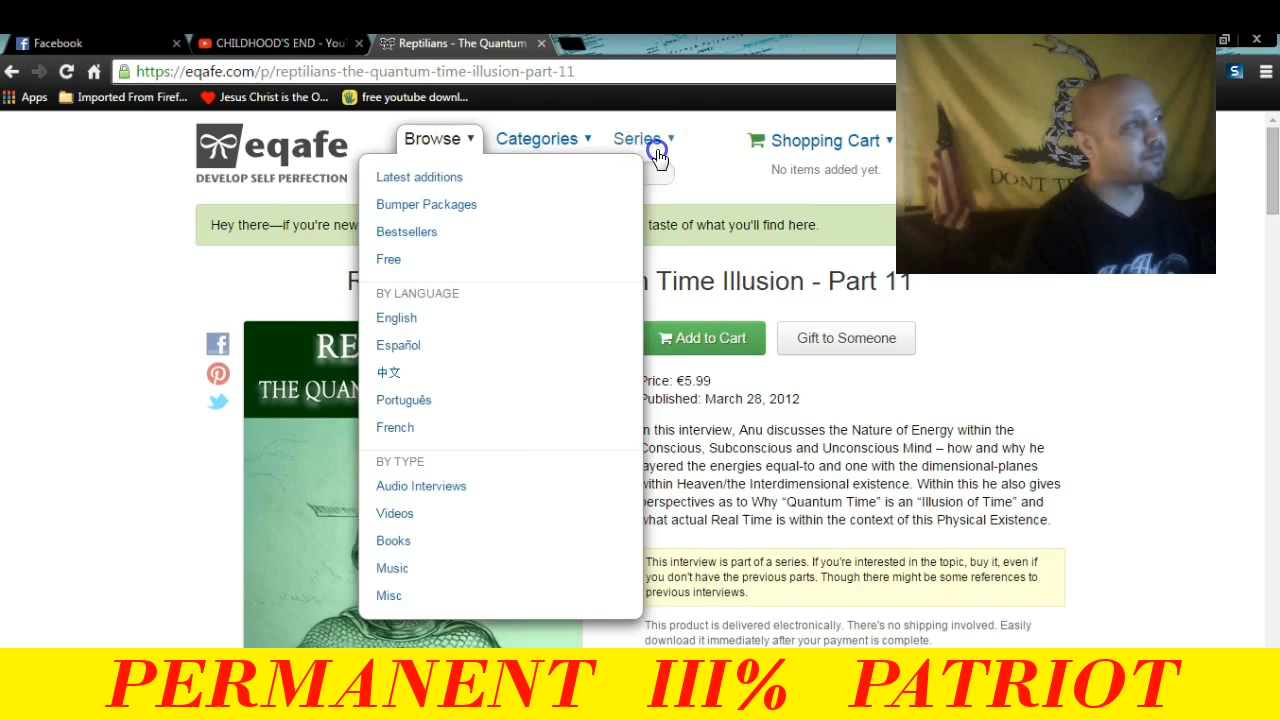 Facebook
CHILDHOOD'S END - You
Reptilians - The Quantum
https://eqafe.com/p/reptilians-the-quantum-time-illusion-part-11
Apps
Imported From Firef...
Jesus Christ is the O...
free youtube downl...
eqafe
DEVELOP SELF PERFECTION
Browse
Categories
Series
Shopping Cart
No items added yet.
Hey there—if you're new
taste of what you'll find here.
Latest additions
Bumper Packages
Bestsellers
Free
BY LANGUAGE
English
Español
中文
Português
French
BY TYPE
Audio Interviews
Videos
Books
Music
Misc
Time Illusion - Part 11
RE
THE QUAN
Add to Cart
Gift to Someone
Price: €5.99
Published: March 28, 2012
In this interview, Anu discusses the Nature of Energy within the
Conscious, Subconscious and Unconscious Mind – how and why he
layered the energies equal-to and one with the dimensional-planes
within Heaven/the Interdimensional existence. Within this he also gives
perspectives as to Why “Quantum Time” is an “Illusion of Time” and
what actual Real Time is within the context of this Physical Existence.
This interview is part of a series. If you're interested in the topic, buy it, even if
you don't have the previous parts. Though there might be some references to
previous interviews.
This product is delivered electronically. There's no shipping involved. Easily
download it immediately after your payment is complete.
DONT T
PERMANENT III% PATRIOT